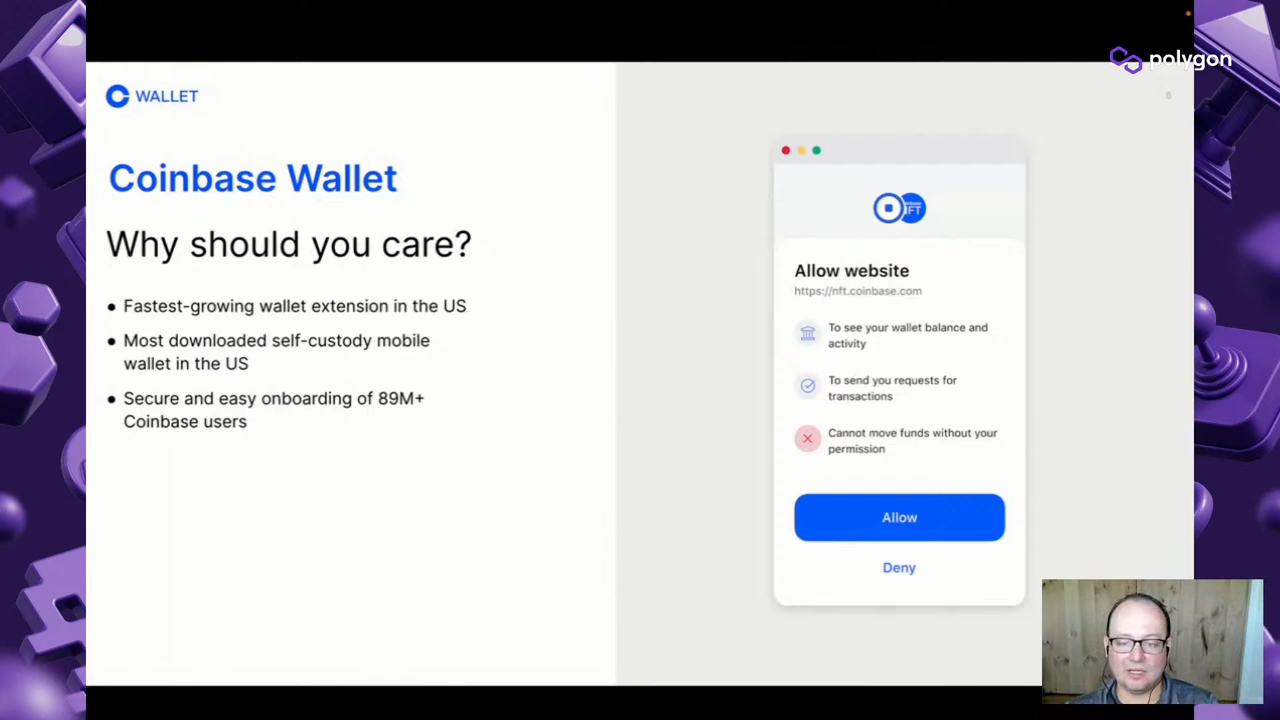 polygon
WALLET
6
Coinbase Wallet
Why should you care?
● Fastest-growing wallet extension in the US
● Most downloaded self-custody mobile
wallet in the US
● Secure and easy onboarding of 89M+
Coinbase users
Allow website
https://nft.coinbase.com
To see your wallet balance and
activity
To send you requests for
transactions
Cannot move funds without your
permission
Allow
Deny